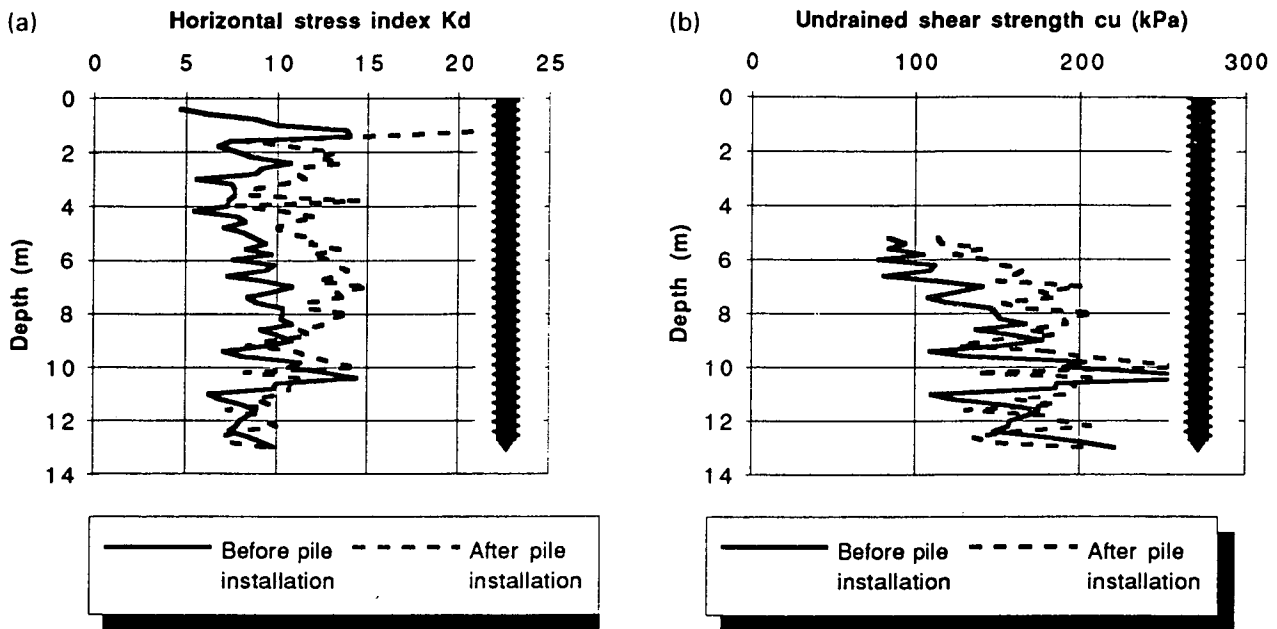 (a)
Horizontal stress index Kd
0 5 10 15 20 25
0
2
4
6
8
10
12
14
Depth (m)
Before pile installation
After pile installation
(b)
Undrained shear strength cu (kPa)
0 100 200 300
0
2
4
6
8
10
12
14
Depth (m)
Before pile installation
After pile installation